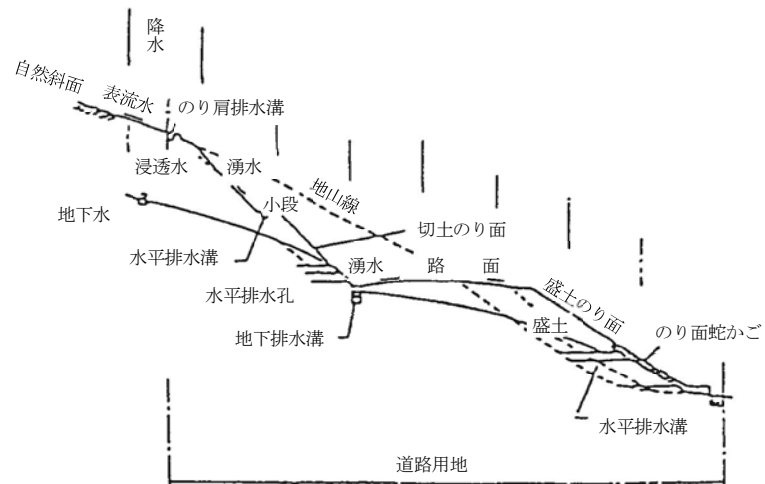 降水
自然斜面
表流水
のり肩排水溝
浸透水
湧水
地山線
小段
地下水
切土のり面
水平排水溝
湧水
路面
水平排水孔
盛土のり面
地下排水溝
盛土
のり面蛇かご
水平排水溝
道路用地